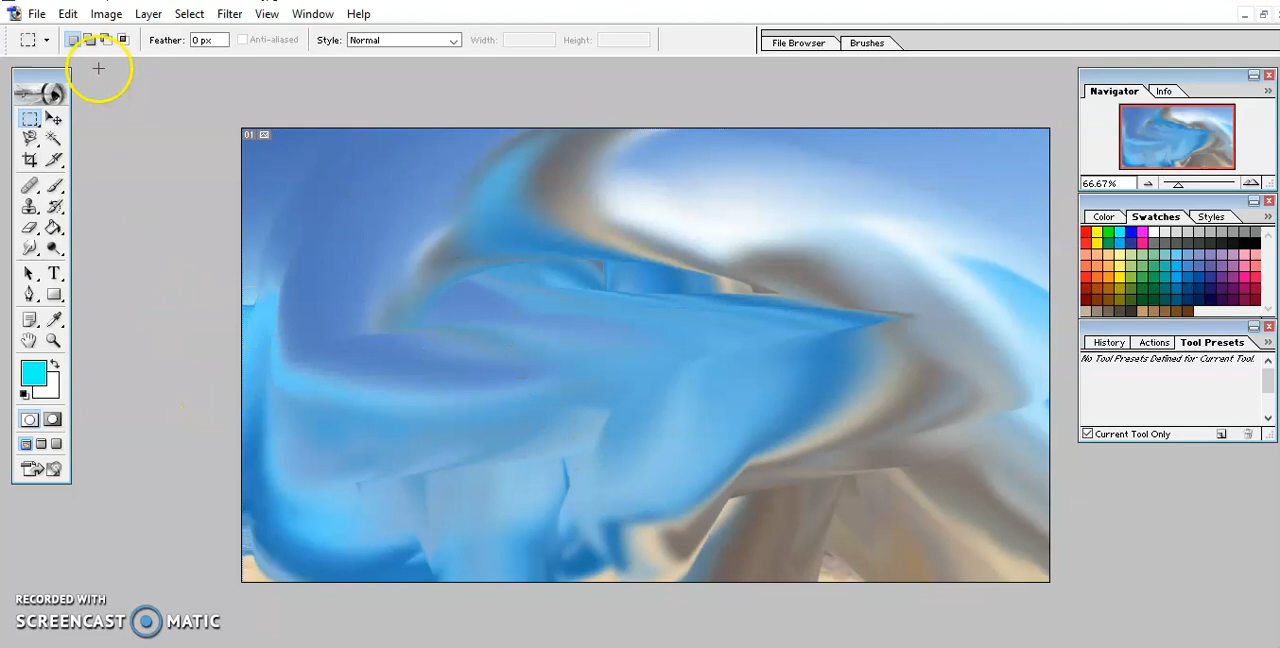 File Edit Image Layer Select Filter View Window Help
Feather: 0 px Anti-aliased Style: Normal Width: Height: File Browser Brushes
Navigator Info
01
66.67%
Color Swatches Styles
History Actions Tool Presets
No Tool Presets Defined for Current Tool.
Current Tool Only
RECORDED WITH
SCREENCAST MATIC